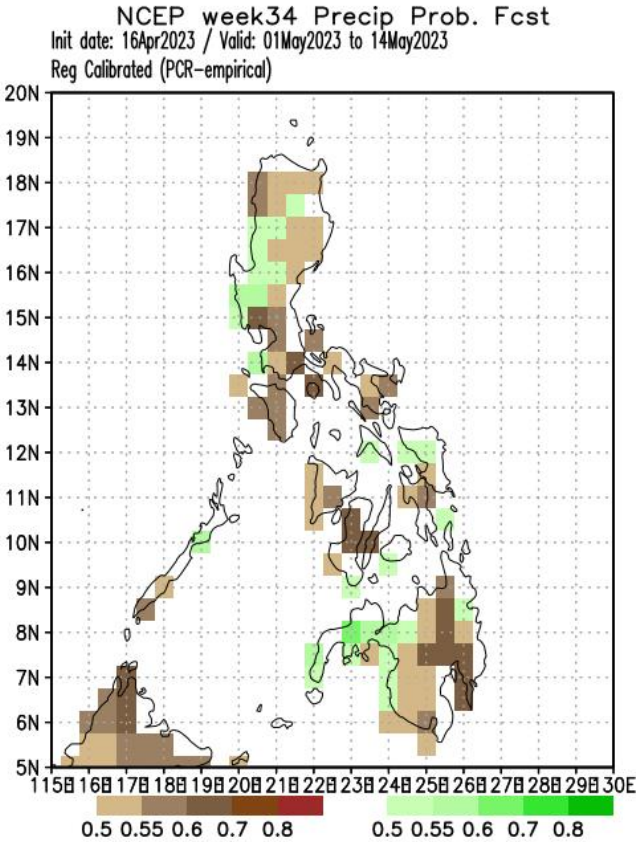 NCEP week34 Precip Prob. Fcst
Init date: 16Apr2023 / Valid: 01May2023 to 14May2023
Reg Calibrated (PCR-empirical)
20N
19N
18N
17N
16N
15N
14N
13N
12N
11N
10N
9N
8N
7N
6N
5N
115E 116E 117E 118E 119E 120E 121E 122E 123E 124E 125E 126E 127E 128E 129E 130E
0.5 0.55 0.6 0.7 0.8 0.5 0.55 0.6 0.7 0.8